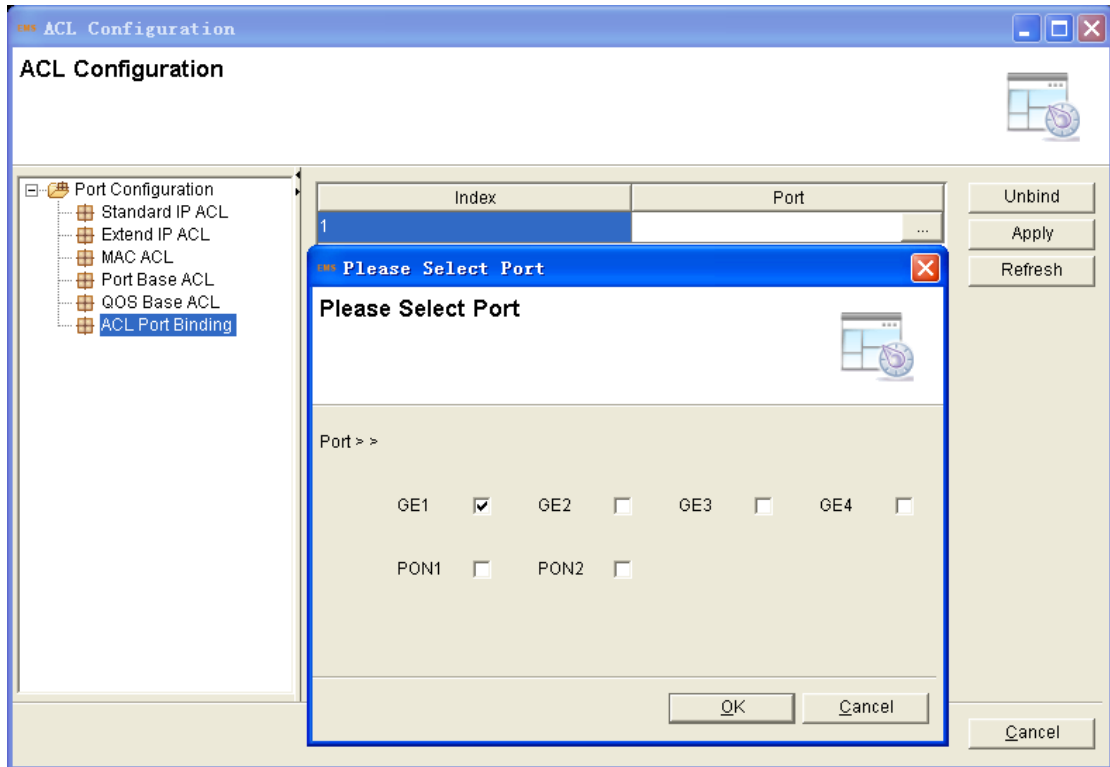 EMS ACL Configuration
ACL Configuration
Port Configuration
Standard IP ACL
Extend IP ACL
MAC ACL
Port Base ACL
QOS Base ACL
ACL Port Binding
Index Port
1 ...
Unbind
Apply
Refresh
EMS Please Select Port
Please Select Port
Port > >
GE1 GE2 GE3 GE4
PON1 PON2
OK Cancel
Cancel